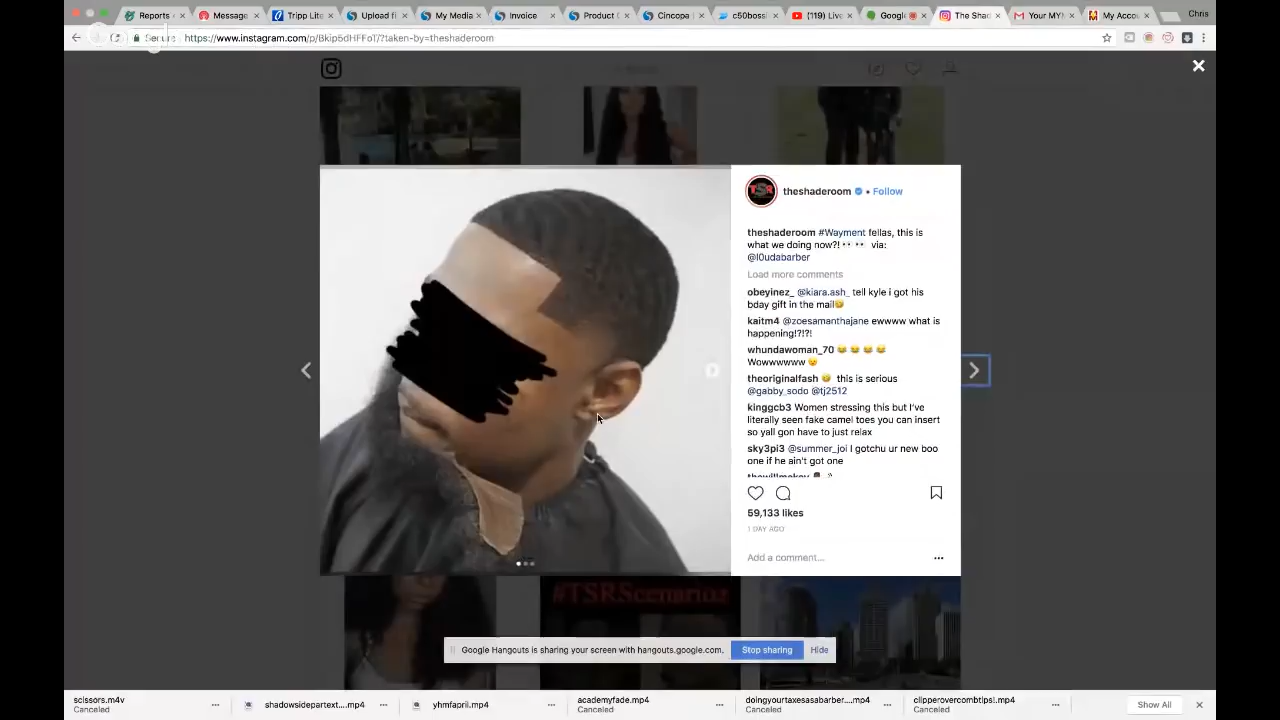 Reports
Message
Tripp Lite
Upload fi
My Media
Invoice
Product
Cincopa
c50bossi
(119) Live
Google
The Shad
Gmail
Your MYM
My Acco
Chris
https://www.instagram.com/p/Bkip5dHFFoT/?taken-by=theshaderoom
TSR
theshaderoom • Follow
theshaderoom #Wayment fellas, this is
what we doing now?!👀 👀 via:
@l0udabarber
Load more comments
obeyinez_ @kiara.ash_ tell kyle i got his
bday gift in the mail😂
kaitm4 @zoesamanthajane ewwww what is
happening!?!?!
whundawoman_70 😂 😂 😂 😂
Wowwwwww 😉
theoriginalfash 🤣 this is serious
@gabby_sodo @tj2512
kinggcb3 Women stressing this but I've
literally seen fake camel toes you can insert
so yall gon have to just relax
sky3pi3 @summer_joi I gotchu ur new boo
one if he ain't got one
59,133 likes
1 DAY AGO
Add a comment...
#TSRScenarios
Google Hangouts is sharing your screen with hangouts.google.com.
Stop sharing
Hide
scissors.m4v
Canceled
shadowsidepartext....mp4
yhmfapril.mp4
academyfade.mp4
Canceled
doingyourtaxesasabarber....mp4
Canceled
clipperovercombtips!.mp4
Canceled
Show All